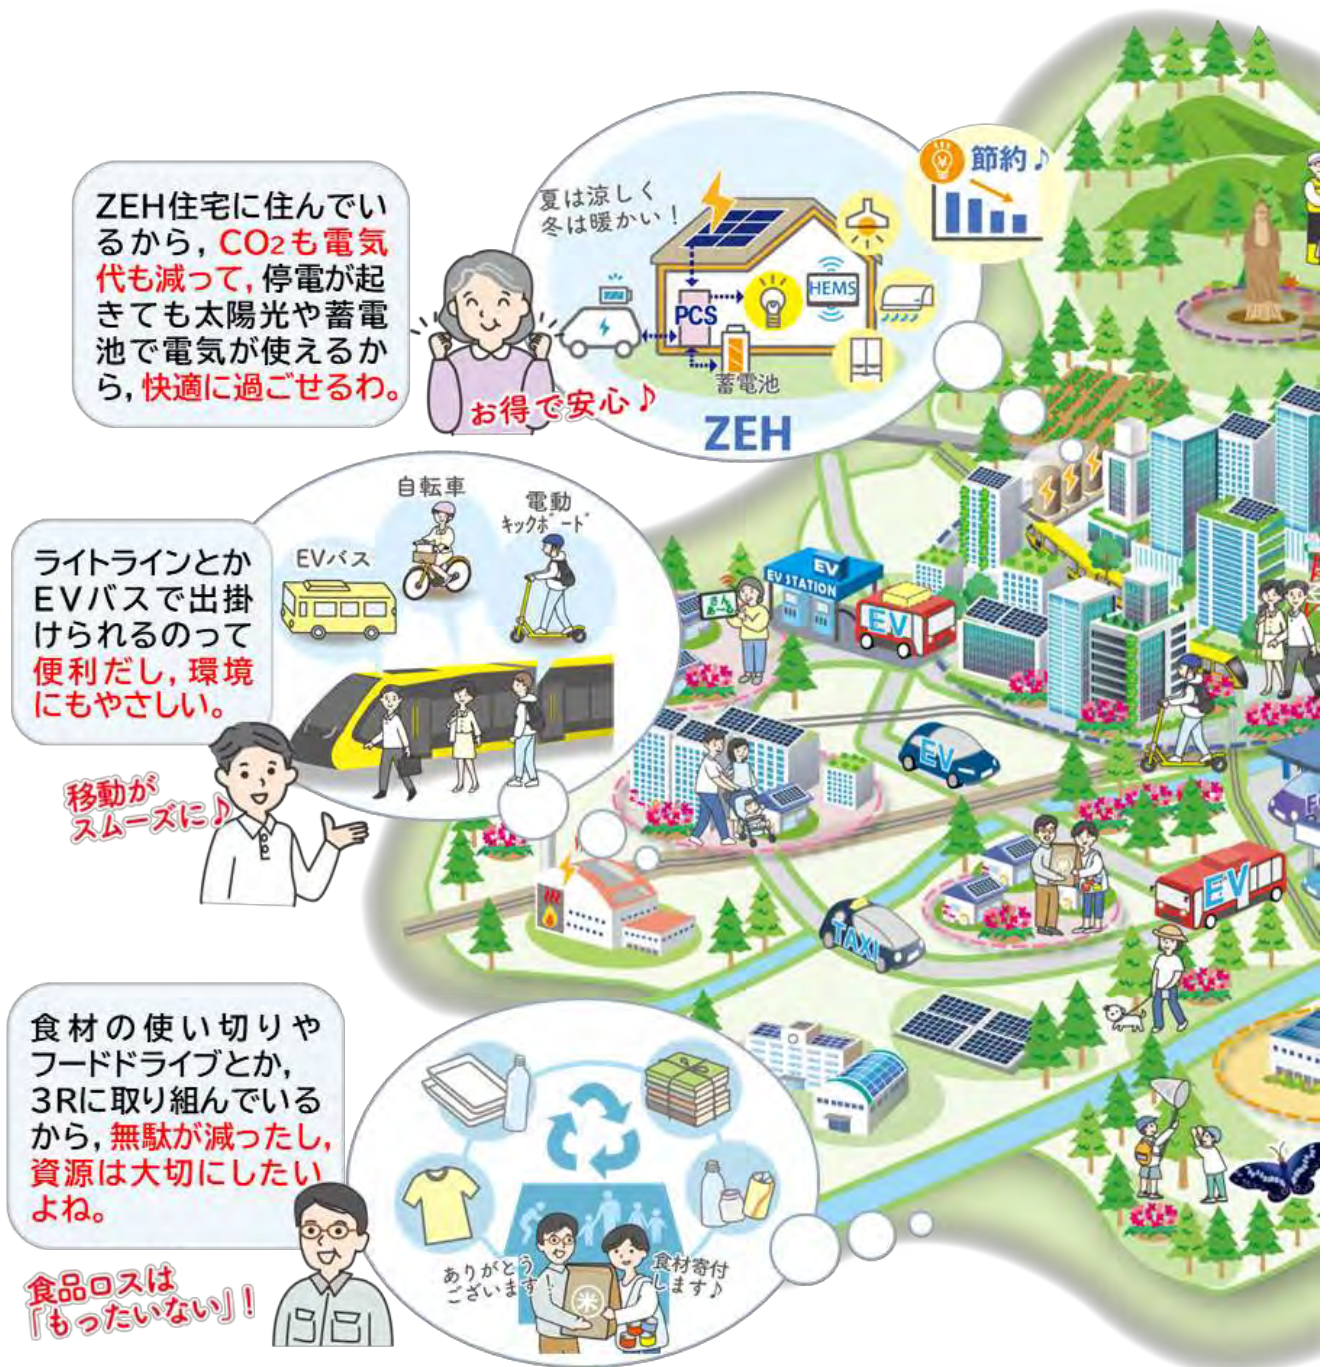 ZEH住宅に住んでい
るから，CO2も電気
代も減って，停電が起
きても太陽光や蓄電
池で電気が使えるか
ら，快適に過ごせるわ。
お得で安心♪
夏は涼しく
冬は暖かい！
節約♪
HEMS
PCS
蓄電池
ZEH
ライトラインとか
EVバスで出掛
けられるのって
便利だし，環境
にもやさしい。
移動が
スムーズに♪
EVバス
自転車
電動
キックボード
食材の使い切りや
フードドライブとか，
3Rに取り組んでいる
から，無駄が減ったし，
資源は大切にしたい
よね。
食品ロスは
「もったいない」！
ありがとう
ございます！
食材寄付
します♪
米
EV
EV STATION
EV
EV
EV
TAXI